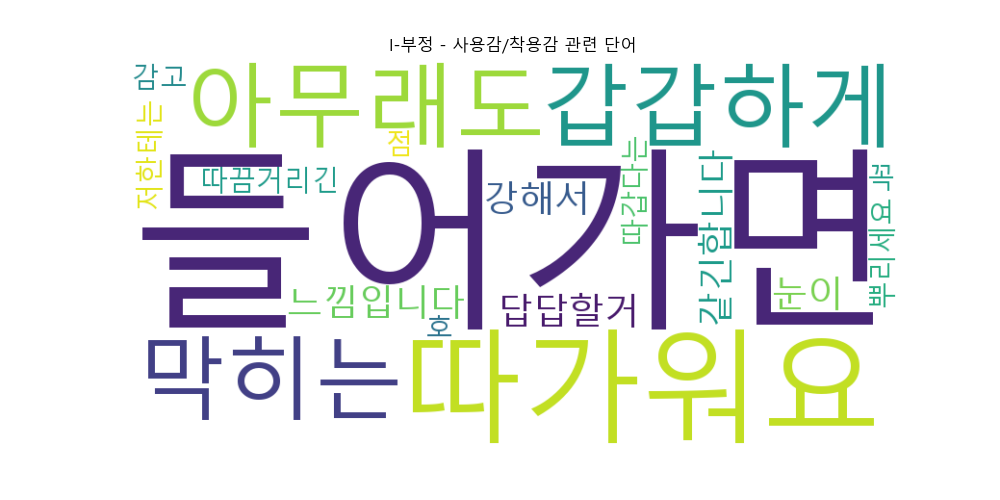 I-부정 - 사용감/착용감 관련 단어
감고
아무래도
갑갑하게
저한테는
점
따끔거리긴
들어가면
강해서
따갑다는
같긴합니다
뿌리세요 꼭
느낌입니다
호
답답할거
눈이
막히는
따가워요